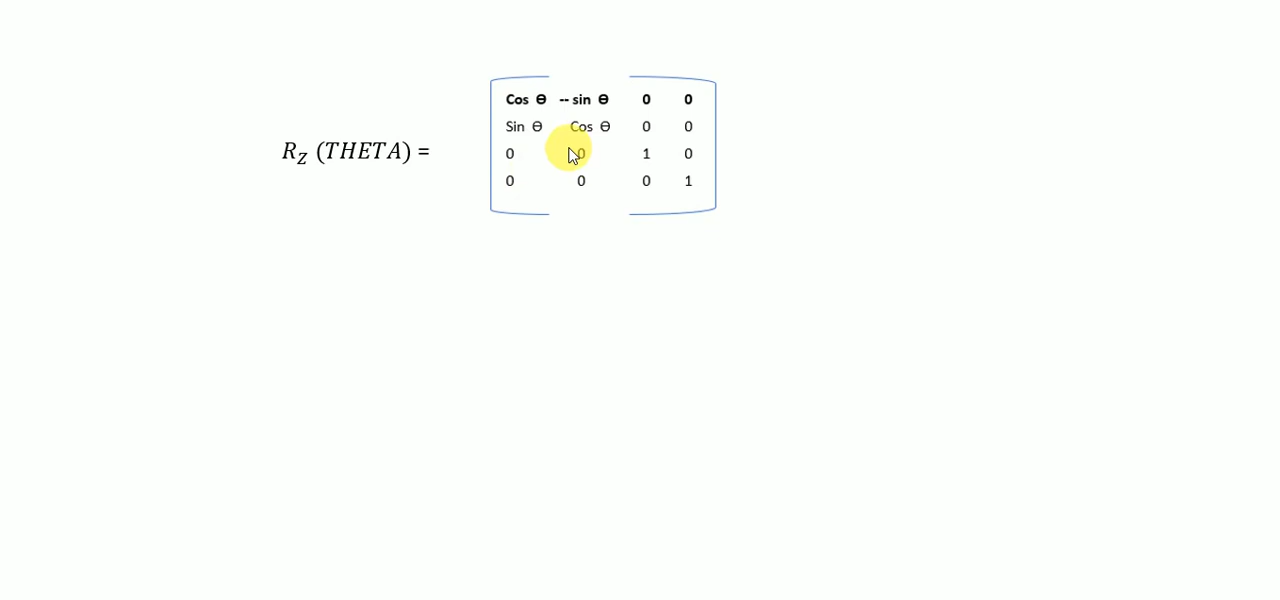 Cos Ɵ -- sin Ɵ 0 0
Sin Ɵ Cos Ɵ 0 0
R_Z (THETA) =
0 0 1 0
0 0 0 1